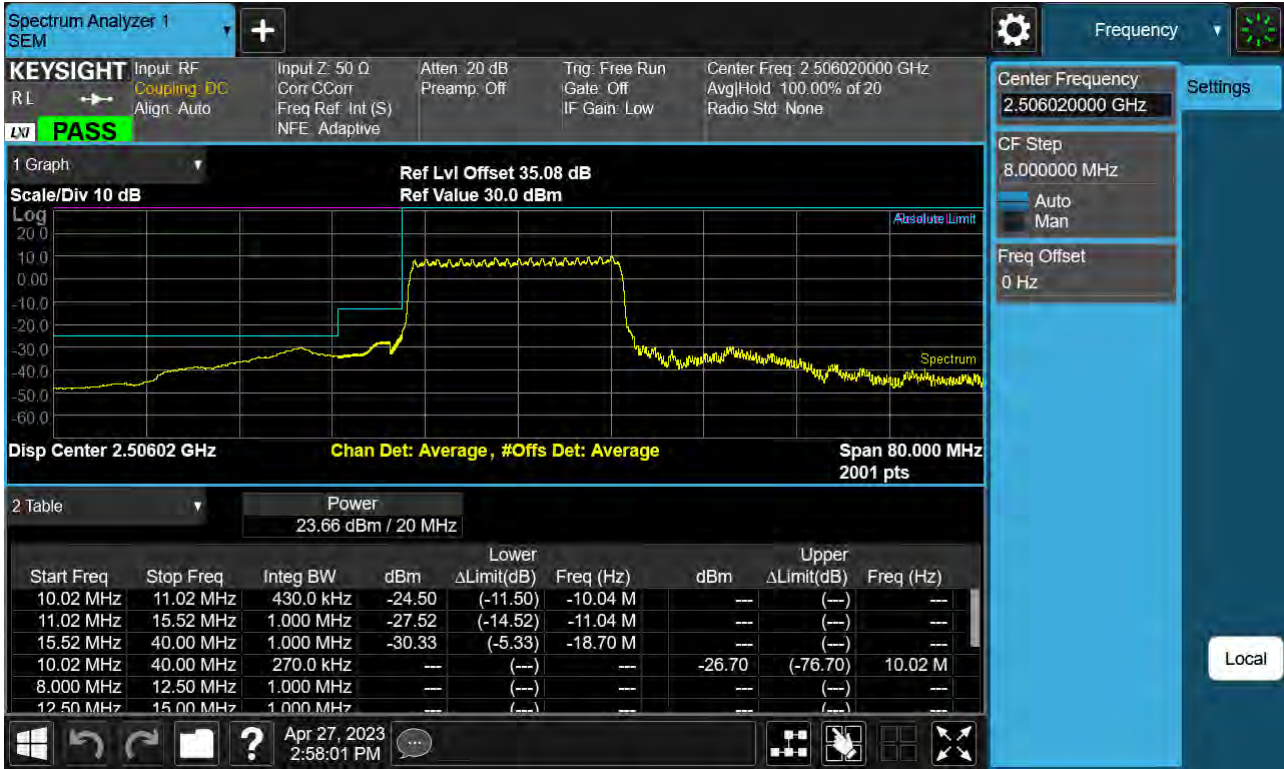 Spectrum Analyzer 1
SEM
Frequency
KEYSIGHT
RL
LXI
PASS
Input: RF
Coupling: DC
Align: Auto
Input Z: 50 Ω
Corr CCorr
Freq Ref: Int (S)
NFE: Adaptive
Atten: 20 dB
Preamp: Off
Trig: Free Run
Gate: Off
IF Gain: Low
Center Freq: 2.506020000 GHz
Avg|Hold: 100.00% of 20
Radio Std: None
Center Frequency
2.506020000 GHz
Settings
CF Step
8.000000 MHz
Auto
Man
Freq Offset
0 Hz
1 Graph
Scale/Div 10 dB
Ref Lvl Offset 35.08 dB
Ref Value 30.0 dBm
Log
20.0
10.0
0.00
-10.0
-20.0
-30.0
-40.0
-50.0
-60.0
Limit
Spectrum
Disp Center 2.50602 GHz
Chan Det: Average , #Offs Det: Average
Span 80.000 MHz
2001 pts
2 Table
Power
23.66 dBm / 20 MHz
Lower Upper
Start Freq Stop Freq Integ BW dBm ΔLimit(dB) Freq (Hz) dBm ΔLimit(dB) Freq (Hz)
10.02 MHz 11.02 MHz 430.0 kHz -24.50 (-11.50) -10.04 M --- (---) ---
11.02 MHz 15.52 MHz 1.000 MHz -27.52 (-14.52) -11.04 M --- (---) ---
15.52 MHz 40.00 MHz 1.000 MHz -30.33 (-5.33) -18.70 M --- (---) ---
10.02 MHz 40.00 MHz 270.0 kHz --- (---) --- -26.70 (-76.70) 10.02 M
8.000 MHz 12.50 MHz 1.000 MHz --- (---) --- --- (---) ---
12.50 MHz 15.00 MHz 1.000 MHz --- (---) --- --- (---) ---
Local
?
Apr 27, 2023
2:58:01 PM